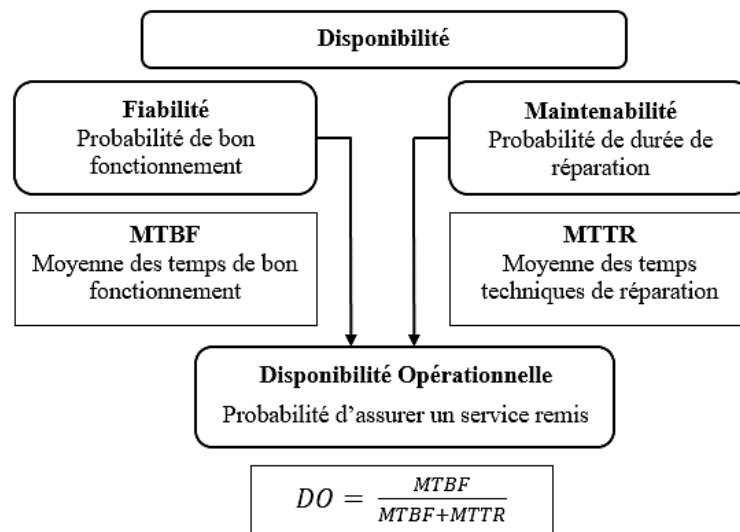 Disponibilité
Fiabilité
Probabilité de bon
fonctionnement
Maintenabilité
Probabilité de durée de
réparation
MTBF
Moyenne des temps de bon
fonctionnement
MTTR
Moyenne des temps
techniques de réparation
Disponibilité Opérationnelle
Probabilité d’assurer un service remis
DO = MTBF / MTBF+MTTR